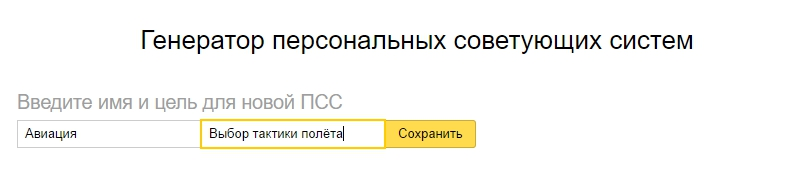 Генератор персональных советующих систем
Введите имя и цель для новой ПСС
Авиация Выбор тактики полёта Сохранить